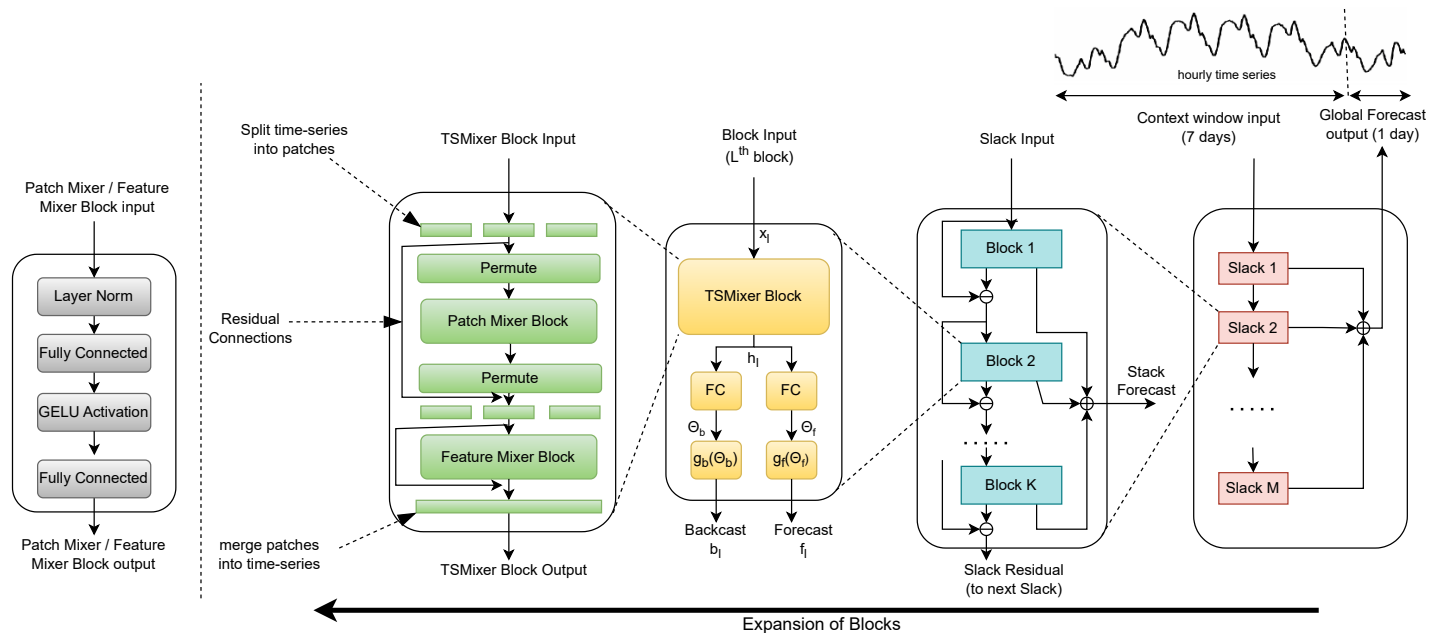 hourly time series
Context window input
(7 days)
Global Forecast
output (1 day)
Patch Mixer / Feature
Mixer Block input
Layer Norm
Fully Connected
GELU Activation
Fully Connected
Patch Mixer / Feature
Mixer Block output
Split time-series
into patches
Residual
Connections
merge patches
into time-series
TSMixer Block Input
Permute
Patch Mixer Block
Permute
Feature Mixer Block
TSMixer Block Output
Block Input
(Lth block)
xl
TSMixer Block
hl
FC
FC
Θb
Θf
gb(Θb)
gf(Θf)
Backcast
bl
Forecast
fl
Slack Input
Block 1
Block 2
.....
Block K
Stack
Forecast
Slack Residual
(to next Slack)
Slack 1
Slack 2
.....
Slack M
Expansion of Blocks